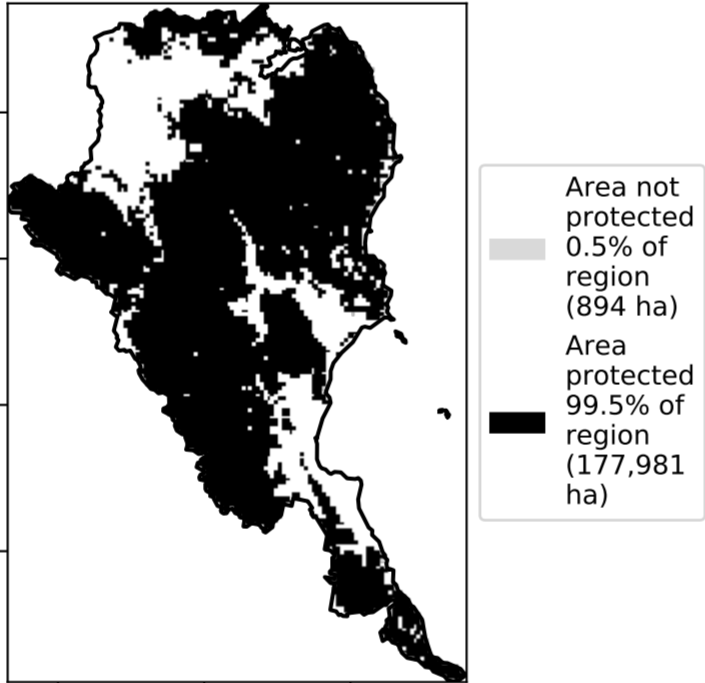 Area not
protected
0.5% of
region
(894 ha)
Area
protected
99.5% of
region
(177,981
ha)